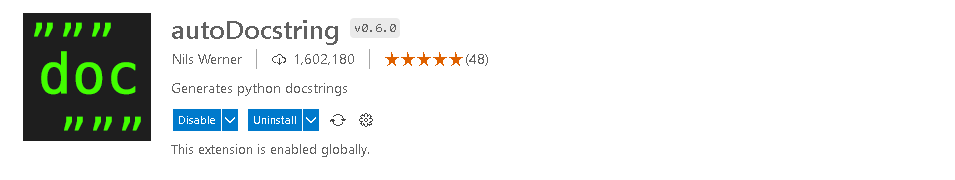 """
doc
"""
autoDocstring v0.6.0
Nils Werner 1,602,180 ★★★★★(48)
Generates python docstrings
Disable Uninstall
This extension is enabled globally.